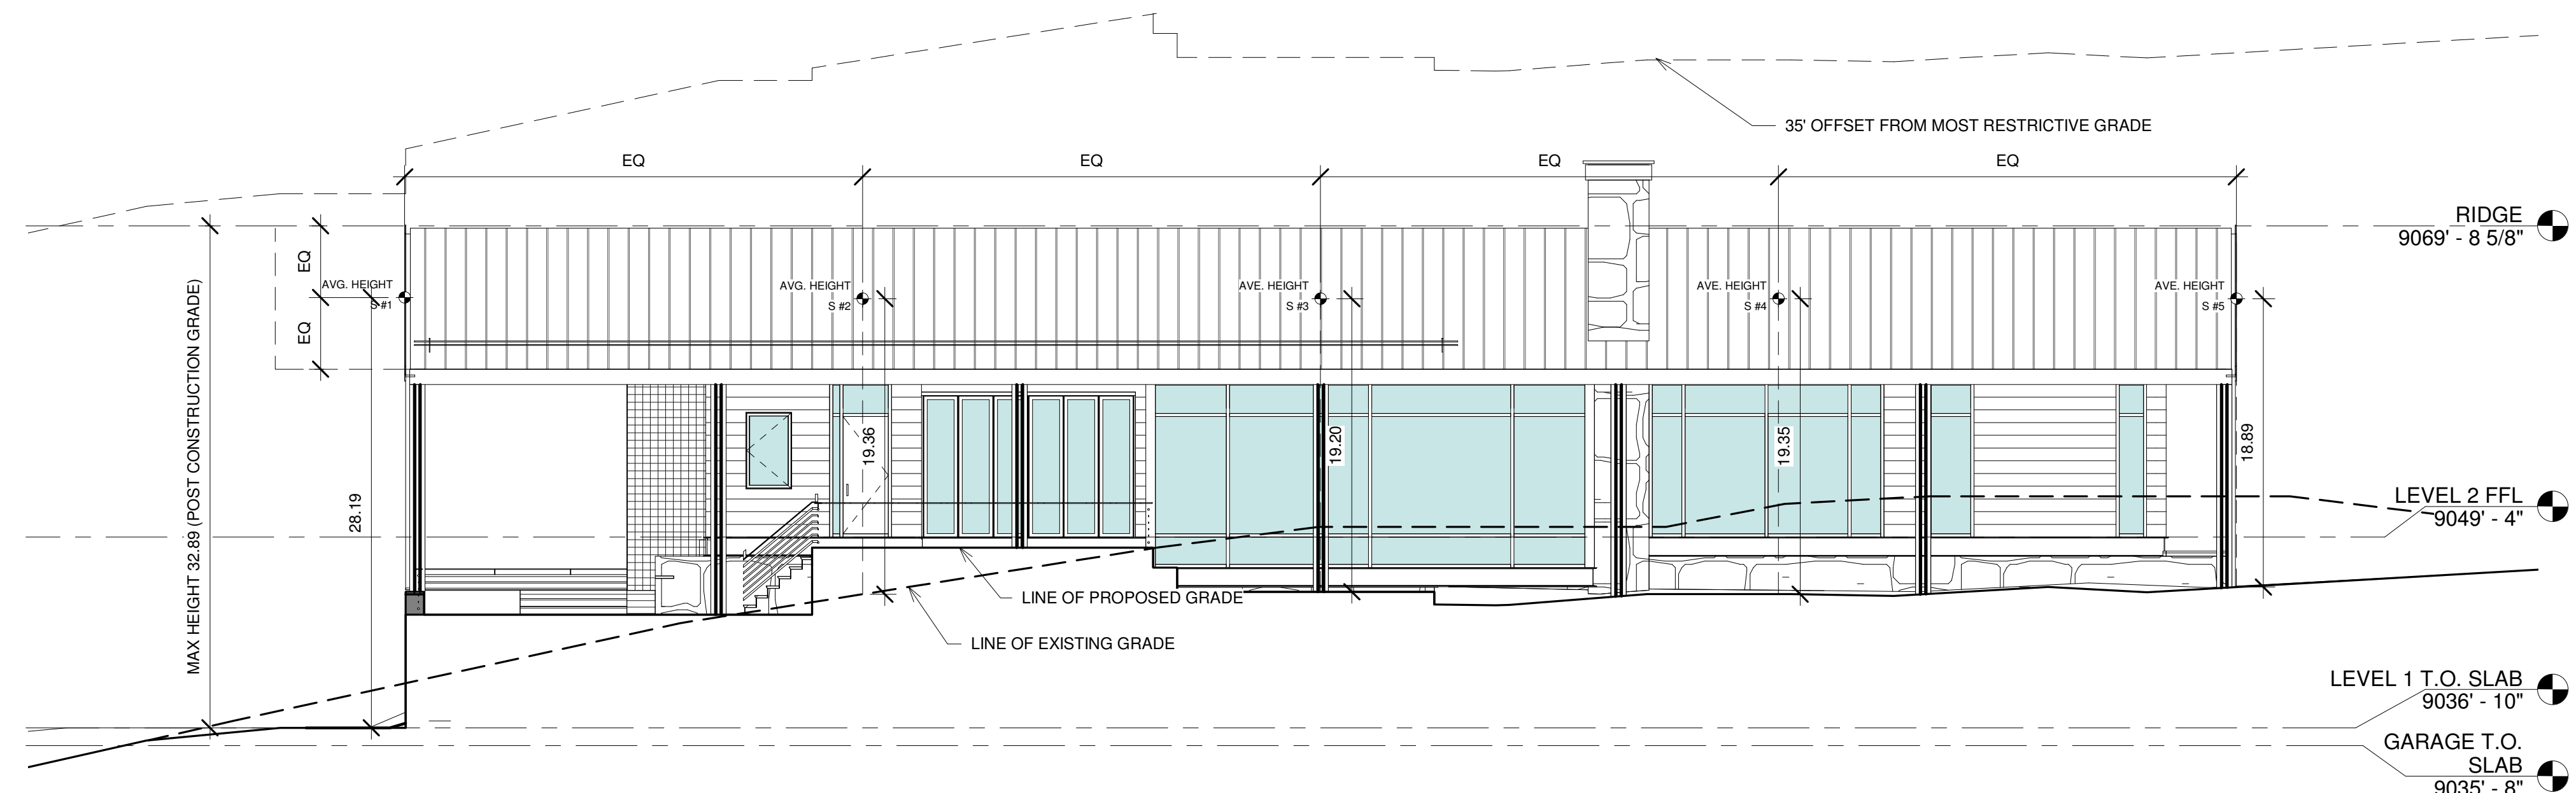 35' OFFSET FROM MOST RESTRICTIVE GRADE
EQ
EQ
EQ
EQ
RIDGE
9069' - 8 5/8"
EQ
EQ
MAX HEIGHT 32.89 (POST CONSTRUCTION GRADE)
AVG. HEIGHT
S #1
AVG. HEIGHT
S #2
AVE. HEIGHT
S #3
AVE. HEIGHT
S #4
AVE. HEIGHT
S #5
28.19
19.36
19.20
19.35
18.89
LEVEL 2 FFL
9049' - 4"
LINE OF PROPOSED GRADE
LINE OF EXISTING GRADE
LEVEL 1 T.O. SLAB
9036' - 10"
GARAGE T.O.
SLAB
9035' - 8"